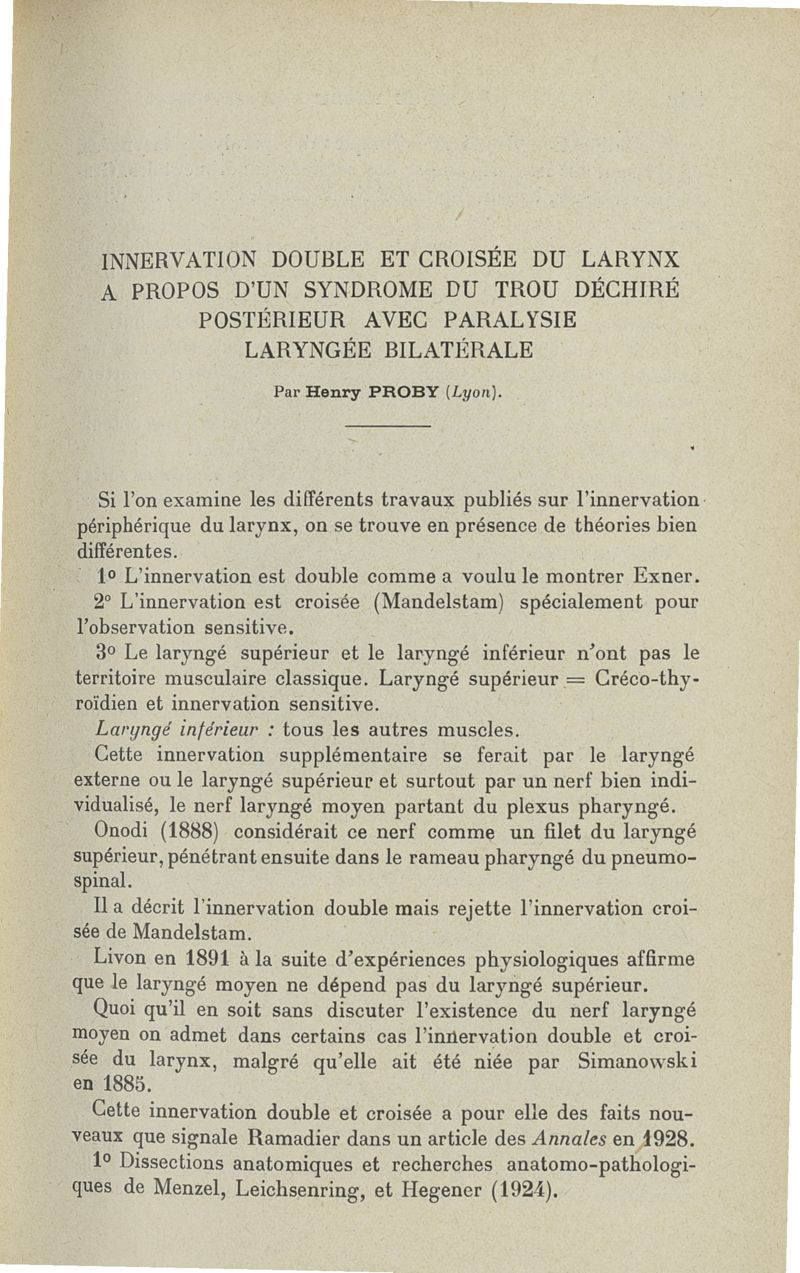 INNERVATION DOUBLE ET CROISÉE DU LARYNX
A PROPOS D'UN SYNDROME DU TROU DÉCHIRÉ
POSTÉRIEUR AVEC PARALYSIE
LARYNGÉE BILATÉRALE
Par Henry PROBY (Lyon).
Si l'on examine les différents travaux publiés sur l'innervation
périphérique du larynx, on se trouve en présence de théories bien
différentes.
1º L'innervation est double comme a voulu le montrer Exner.
2° L'innervation est croisée (Mandelstam) spécialement pour
l'observation sensitive.
3º Le laryngé supérieur et le laryngé inférieur n'ont pas le
territoire musculaire classique. Laryngé supérieur = Créco-thy-
roïdien et innervation sensitive.
Laryngé inférieur : tous les autres muscles.
Cette innervation supplémentaire se ferait par le laryngé
externe ou le laryngé supérieur et surtout par un nerf bien indi-
vidualisé, le nerf laryngé moyen partant du plexus pharyngé.
Onodi (1888) considérait ce nerf comme un filet du laryngé
supérieur, pénétrant ensuite dans le rameau pharyngé du pneumo-
spinal.
Il a décrit l'innervation double mais rejette l'innervation croi-
sée de Mandelstam.
Livon en 1891 à la suite d'expériences physiologiques affirme
que le laryngé moyen ne dépend pas du laryngé supérieur.
Quoi qu'il en soit sans discuter l'existence du nerf laryngé
moyen on admet dans certains cas l'innervation double et croi-
sée du larynx, malgré qu'elle ait été niée par Simanowski
en 1885.
Cette innervation double et croisée a pour elle des faits nou-
veaux que signale Ramadier dans un article des Annales en 1928.
1º Dissections anatomiques et recherches anatomo-pathologi-
ques de Menzel, Leichsenring, et Hegener (1924).